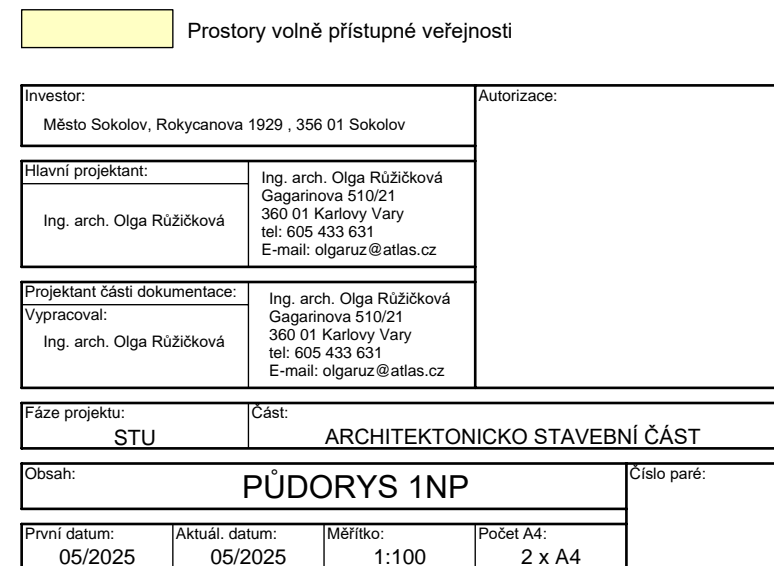 Prostory volně přístupné veřejnosti
Investor:
Město Sokolov, Rokycanova 1929 , 356 01 Sokolov
Autorizace:
Hlavní projektant:
Ing. arch. Olga Růžičková
Ing. arch. Olga Růžičková
Gagarinova 510/21
360 01 Karlovy Vary
tel: 605 433 631
E-mail: olgaruz@atlas.cz
Projektant části dokumentace:
Vypracoval:
Ing. arch. Olga Růžičková
Ing. arch. Olga Růžičková
Gagarinova 510/21
360 01 Karlovy Vary
tel: 605 433 631
E-mail: olgaruz@atlas.cz
Fáze projektu:
STU
Část:
ARCHITEKTONICKO STAVEBNÍ ČÁST
Obsah:
PŮDORYS 1NP
Číslo paré:
První datum:
05/2025
Aktuál. datum:
05/2025
Měřítko:
1:100
Počet A4:
2 x A4